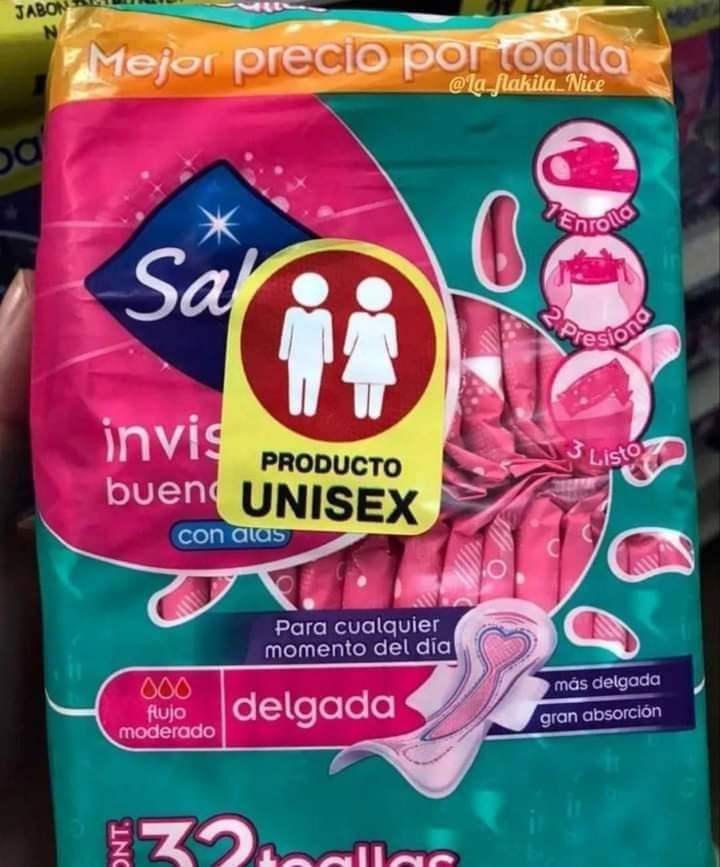 JABON
Mejor precio por toalla
@la_flakita_Nice
Sa
1 Enrolla
2 Presiona
3 Listo
invis
buen
con alas
PRODUCTO
UNISEX
Para cualquier
momento del día
flujo
moderado
delgada
más delgada
gran absorción
CONT.
32 toallas